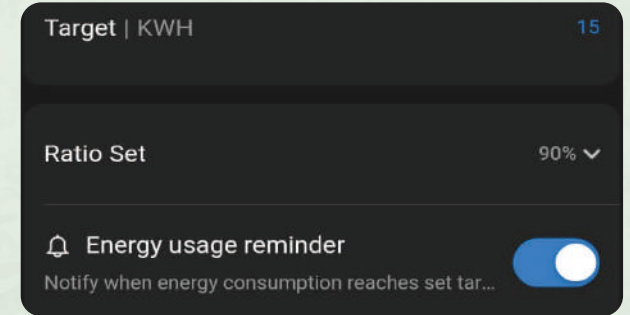 Target | KWH 15
Ratio Set 90%
Energy usage reminder
Notify when energy consumption reaches set tar...